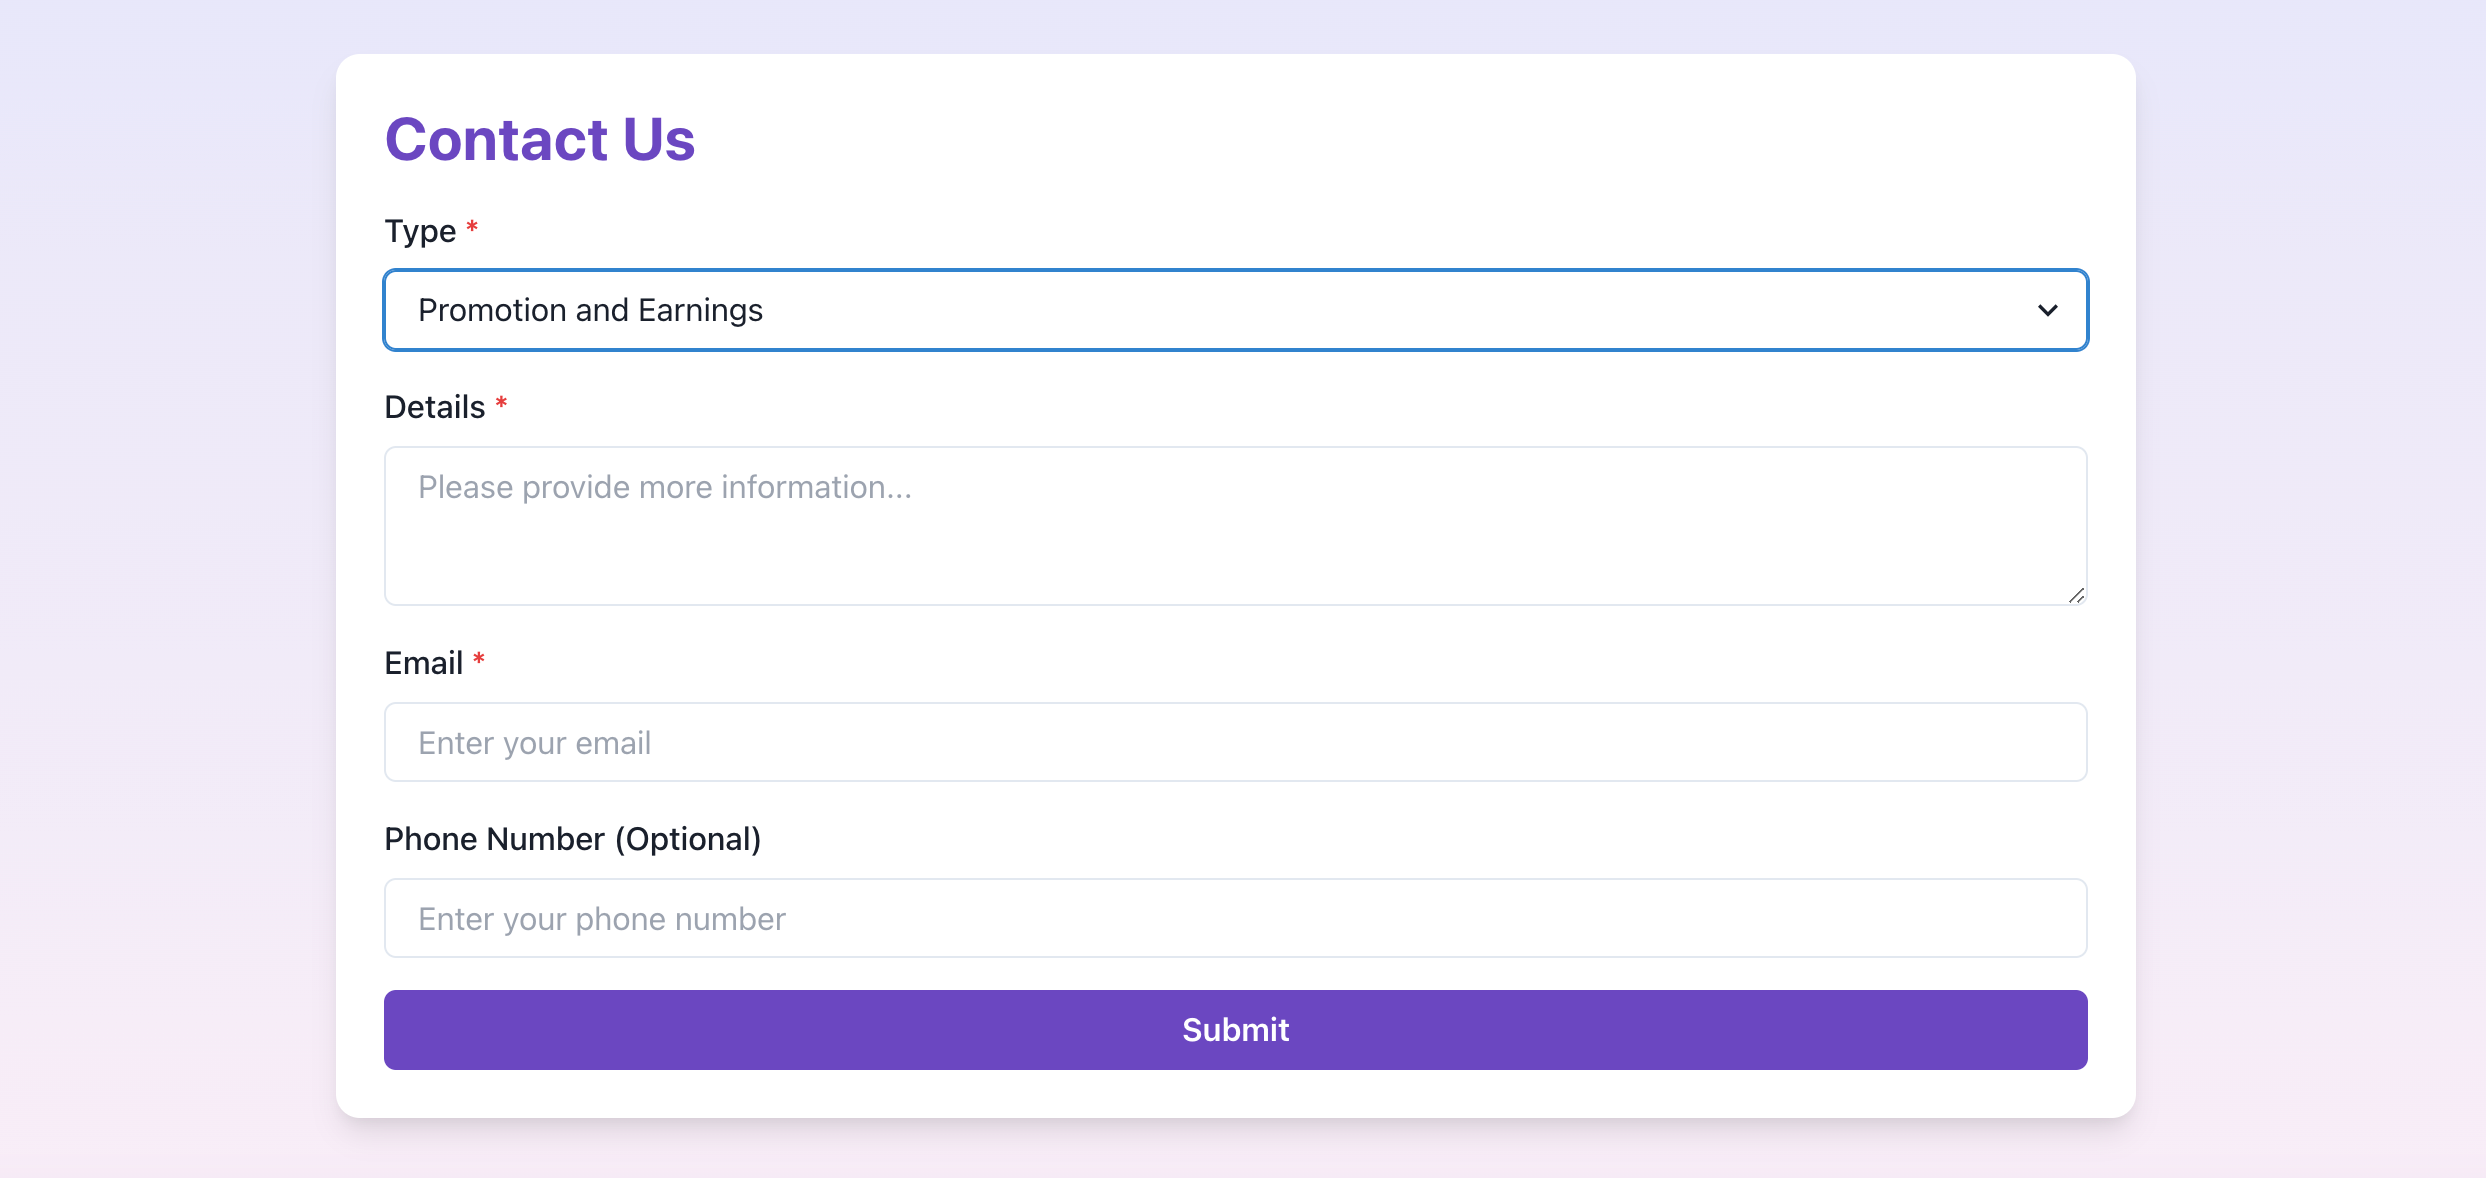 Contact Us
Type *
Promotion and Earnings
Details *
Please provide more information...
Email *
Enter your email
Phone Number (Optional)
Enter your phone number
Submit